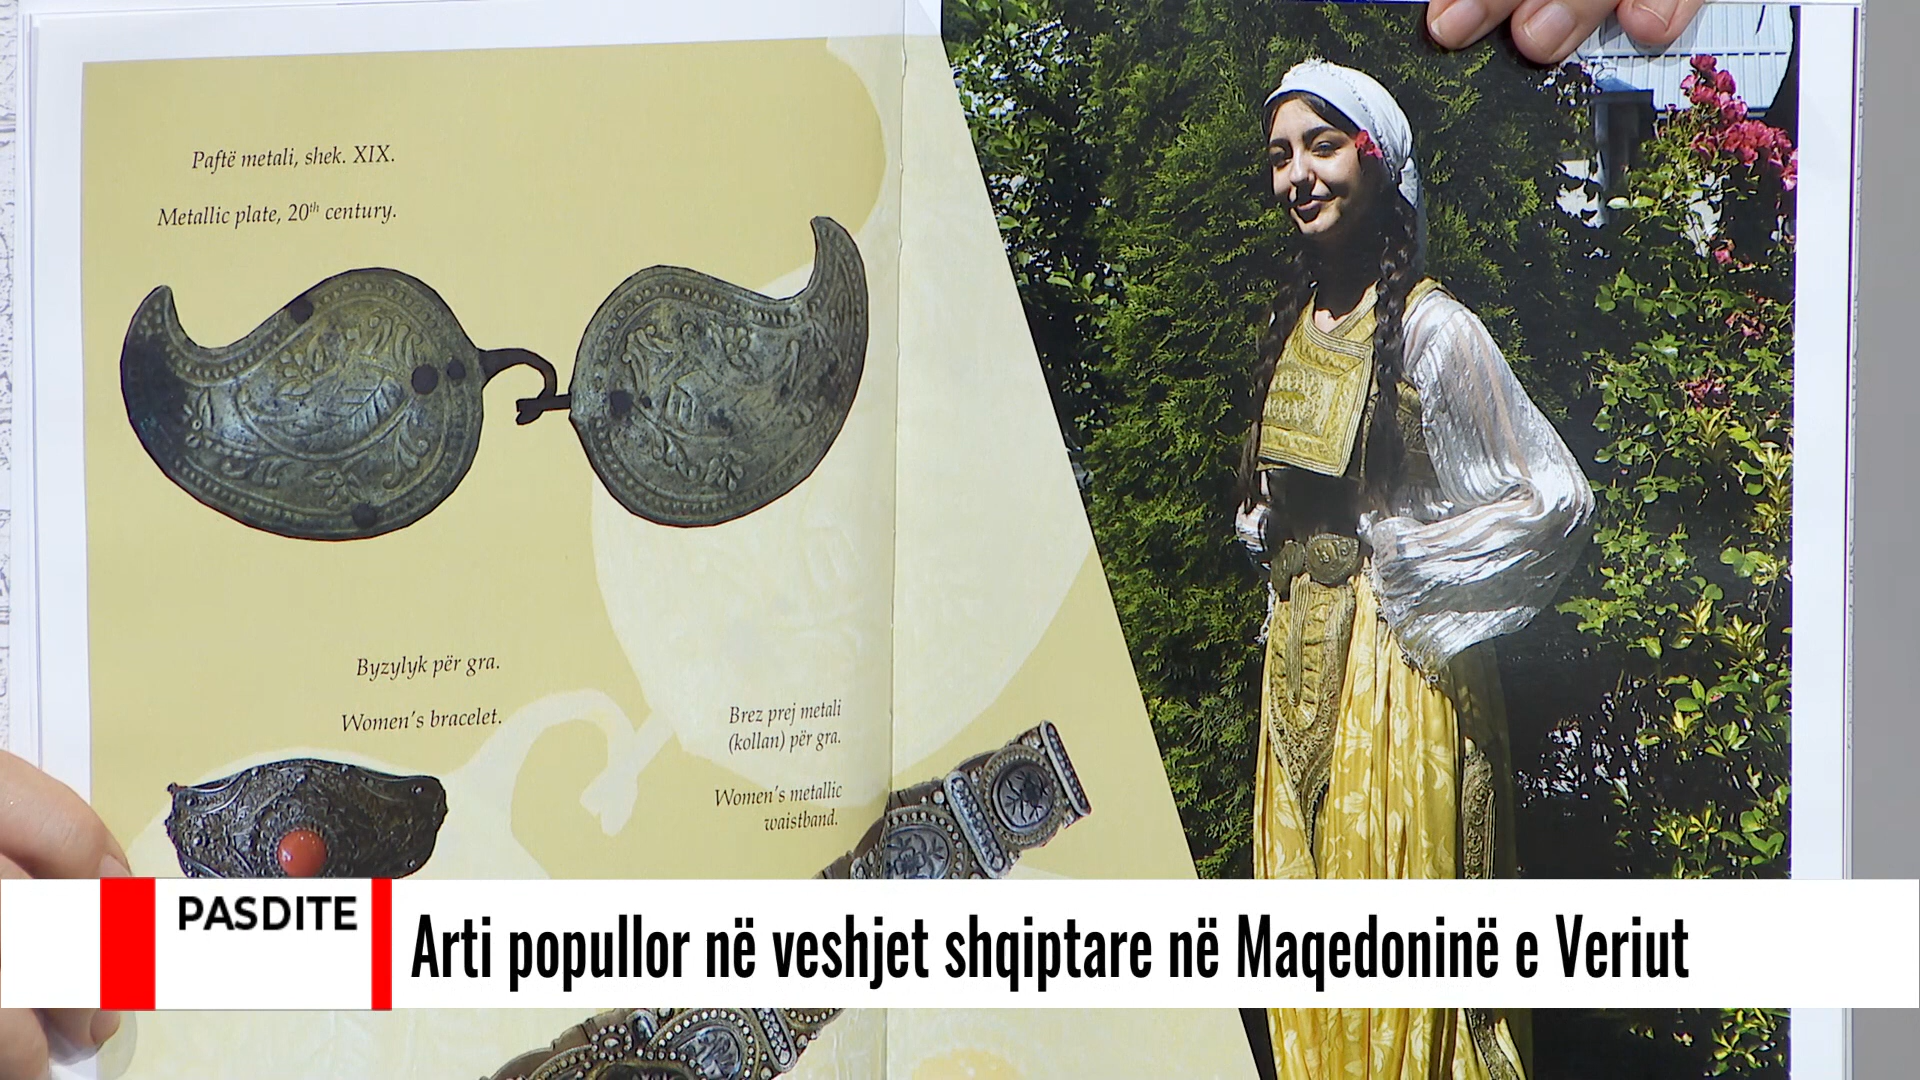 Paftë metali, shek. XIX.
Metallic plate, 20th century.
Byzylyk për gra.
Women's bracelet.
Brez prej metali
(kollan) për gra.
Women's metallic
waistband.
PASDITE
Arti popullor në veshjet shqiptare në Maqedoninë e Veriut